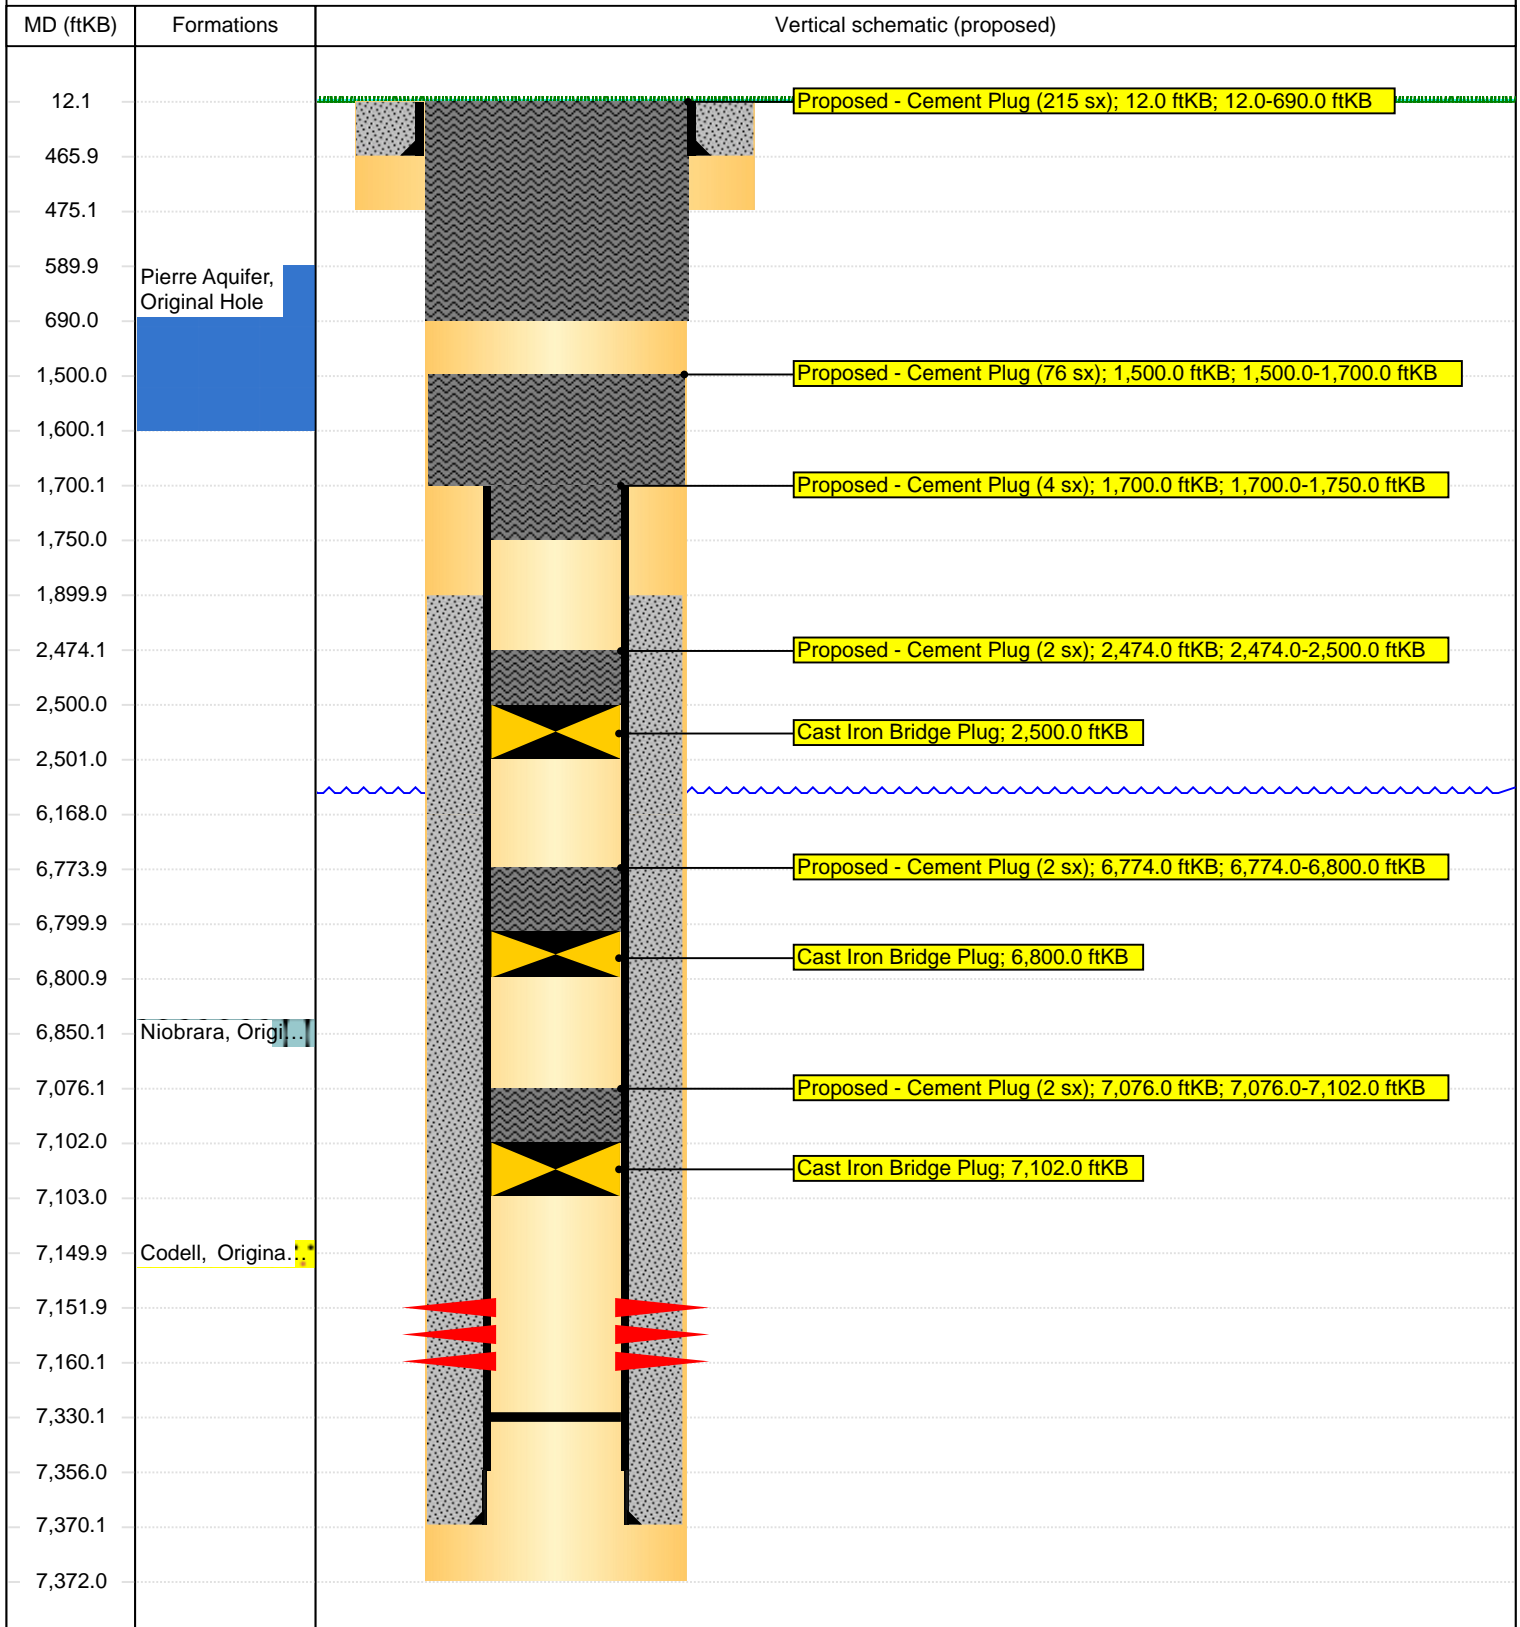 MD (ftKB) Formations Vertical schematic (proposed)
12.1 Proposed - Cement Plug (215 sx); 12.0 ftKB; 12.0-690.0 ftKB
465.9
475.1
589.9
Pierre Aquifer,
Original Hole
690.0
1,500.0 Proposed - Cement Plug (76 sx); 1,500.0 ftKB; 1,500.0-1,700.0 ftKB
1,600.1
1,700.1 Proposed - Cement Plug (4 sx); 1,700.0 ftKB; 1,700.0-1,750.0 ftKB
1,750.0
1,899.9
2,474.1 Proposed - Cement Plug (2 sx); 2,474.0 ftKB; 2,474.0-2,500.0 ftKB
2,500.0
Cast Iron Bridge Plug; 2,500.0 ftKB
2,501.0
6,168.0
6,773.9 Proposed - Cement Plug (2 sx); 6,774.0 ftKB; 6,774.0-6,800.0 ftKB
6,799.9
Cast Iron Bridge Plug; 6,800.0 ftKB
6,800.9
6,850.1 Niobrara, Origi...
7,076.1 Proposed - Cement Plug (2 sx); 7,076.0 ftKB; 7,076.0-7,102.0 ftKB
7,102.0
Cast Iron Bridge Plug; 7,102.0 ftKB
7,103.0
7,149.9 Codell, Origina...
7,151.9
7,160.1
7,330.1
7,356.0
7,370.1
7,372.0